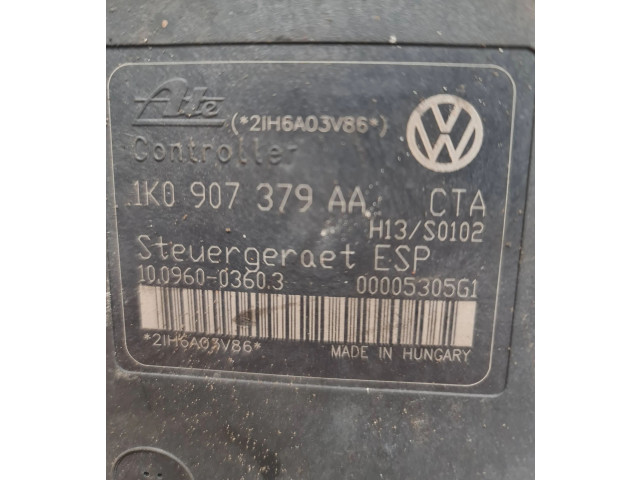 Ate (*2IH6A03V86*)
Controller
1K0 907 379 AA CTA
H13/S0102
Steuergeraet ESP
10.0960-0360.3 00005305G1
*2IH6A03V86* MADE IN HUNGARY